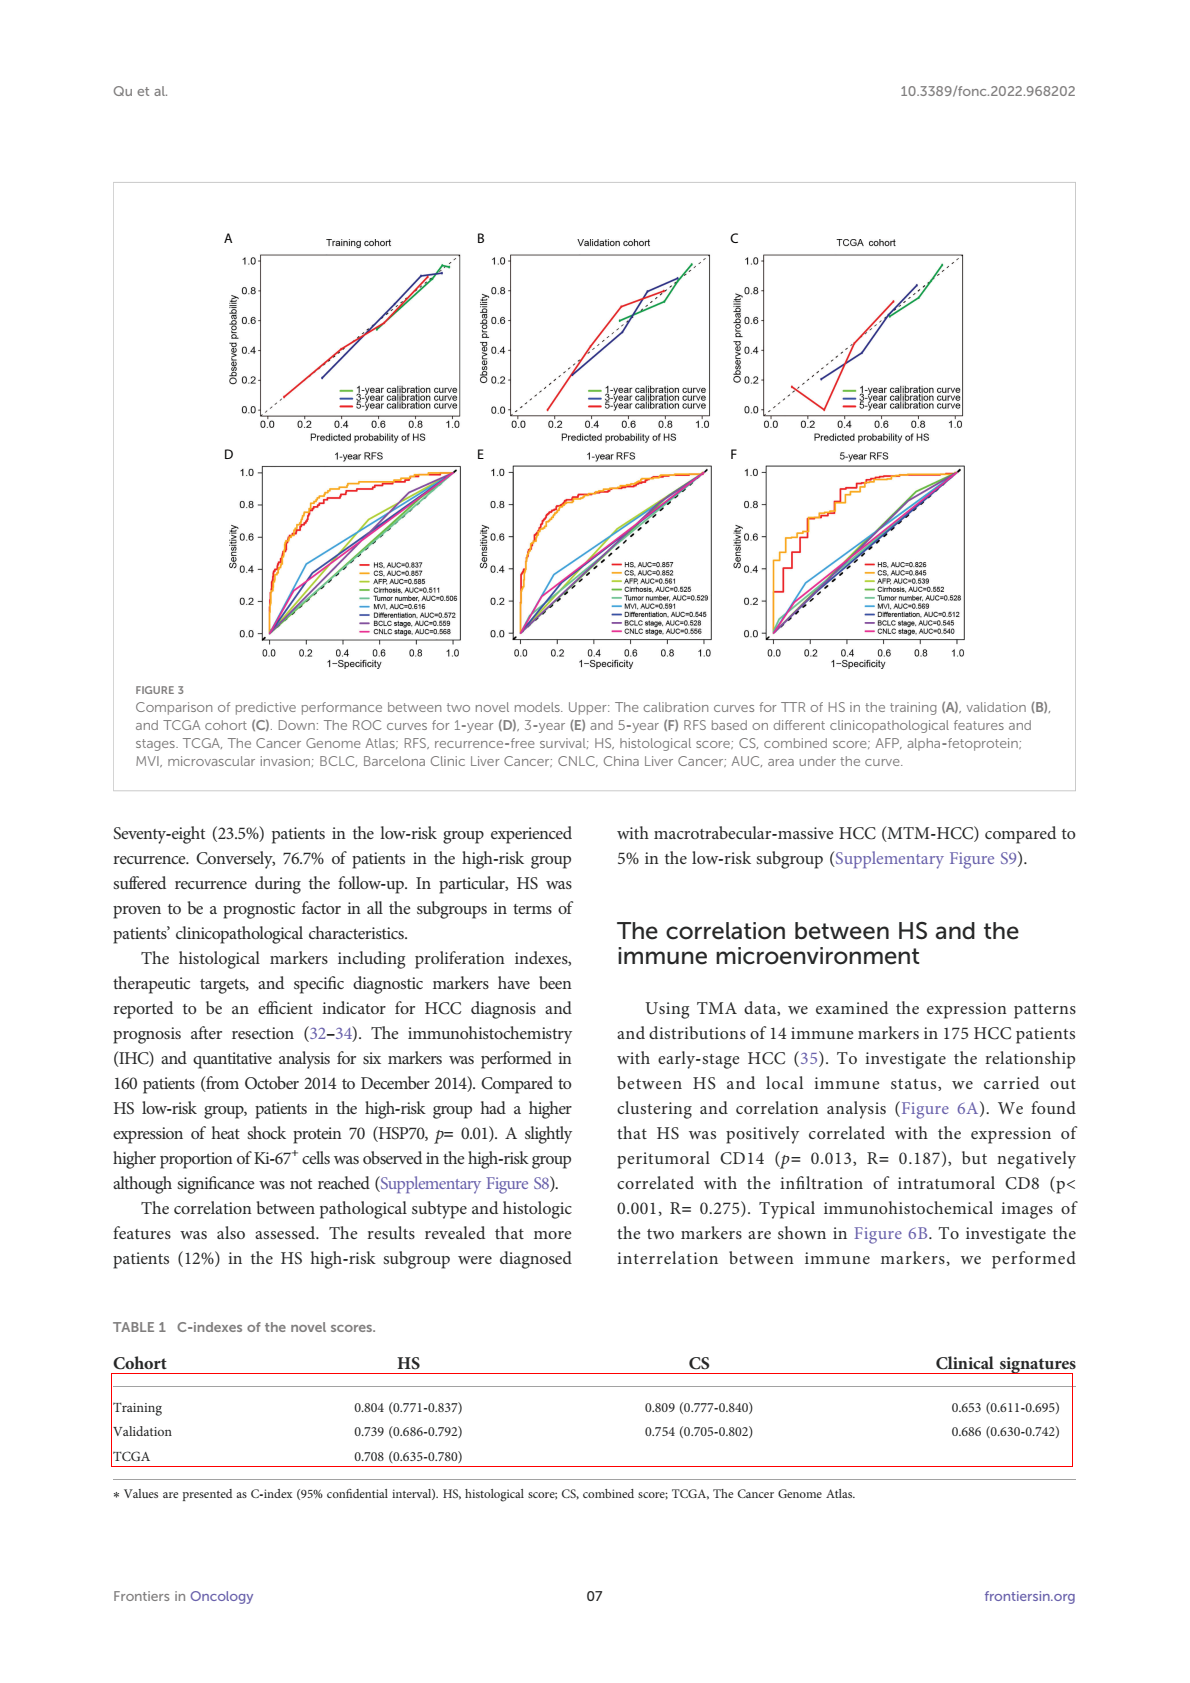 Qu et al.
10.3389/fonc.2022.968202
A
Training cohort
Observed probability
1.0
0.8
0.6
0.4
0.2
0.0
1-year calibration curve
3-year calibration curve
5-year calibration curve
0.0 0.2 0.4 0.6 0.8 1.0
Predicted probability of HS
B
Validation cohort
Observed probability
1.0
0.8
0.6
0.4
0.2
0.0
1-year calibration curve
3-year calibration curve
5-year calibration curve
0.0 0.2 0.4 0.6 0.8 1.0
Predicted probability of HS
C
TCGA cohort
Observed probability
1.0
0.8
0.6
0.4
0.2
0.0
1-year calibration curve
3-year calibration curve
5-year calibration curve
0.0 0.2 0.4 0.6 0.8 1.0
Predicted probability of HS
D
1-year RFS
Sensitivity
1.0
0.8
0.6
0.4
0.2
0.0
HS, AUC=0.837
CS, AUC=0.857
AFP, AUC=0.585
Cirrhosis, AUC=0.511
Tumor number, AUC=0.506
MVI, AUC=0.616
Differentiation, AUC=0.572
BCLC stage, AUC=0.559
CNLC stage, AUC=0.568
0.0 0.2 0.4 0.6 0.8 1.0
1−Specificity
E
1-year RFS
Sensitivity
1.0
0.8
0.6
0.4
0.2
0.0
HS, AUC=0.857
CS, AUC=0.852
AFP, AUC=0.561
Cirrhosis, AUC=0.525
Tumor number, AUC=0.529
MVI, AUC=0.591
Differentiation, AUC=0.545
BCLC stage, AUC=0.528
CNLC stage, AUC=0.556
0.0 0.2 0.4 0.6 0.8 1.0
1−Specificity
F
5-year RFS
Sensitivity
1.0
0.8
0.6
0.4
0.2
0.0
HS, AUC=0.826
CS, AUC=0.845
AFP, AUC=0.539
Cirrhosis, AUC=0.552
Tumor number, AUC=0.528
MVI, AUC=0.569
Differentiation, AUC=0.512
BCLC stage, AUC=0.545
CNLC stage, AUC=0.540
0.0 0.2 0.4 0.6 0.8 1.0
1−Specificity
FIGURE 3
Comparison of predictive performance between two novel models. Upper: The calibration curves for TTR of HS in the training (A), validation (B),
and TCGA cohort (C). Down: The ROC curves for 1-year (D), 3-year (E) and 5-year (F) RFS based on different clinicopathological features and
stages. TCGA, The Cancer Genome Atlas; RFS, recurrence-free survival; HS, histological score; CS, combined score; AFP, alpha-fetoprotein;
MVI, microvascular invasion; BCLC, Barcelona Clinic Liver Cancer; CNLC, China Liver Cancer; AUC, area under the curve.
Seventy-eight (23.5%) patients in the low-risk group experienced
recurrence. Conversely, 76.7% of patients in the high-risk group
suffered recurrence during the follow-up. In particular, HS was
proven to be a prognostic factor in all the subgroups in terms of
patients’ clinicopathological characteristics.
The histological markers including proliferation indexes,
therapeutic targets, and specific diagnostic markers have been
reported to be an efficient indicator for HCC diagnosis and
prognosis after resection (32–34). The immunohistochemistry
(IHC) and quantitative analysis for six markers was performed in
160 patients (from October 2014 to December 2014). Compared to
HS low-risk group, patients in the high-risk group had a higher
expression of heat shock protein 70 (HSP70, p= 0.01). A slightly
higher proportion of Ki-67+ cells was observed in the high-risk group
although significance was not reached (Supplementary Figure S8).
The correlation between pathological subtype and histologic
features was also assessed. The results revealed that more
patients (12%) in the HS high-risk subgroup were diagnosed
with macrotrabecular-massive HCC (MTM-HCC) compared to
5% in the low-risk subgroup (Supplementary Figure S9).
The correlation between HS and the
immune microenvironment
Using TMA data, we examined the expression patterns
and distributions of 14 immune markers in 175 HCC patients
with early-stage HCC (35). To investigate the relationship
between HS and local immune status, we carried out
clustering and correlation analysis (Figure 6A). We found
that HS was positively correlated with the expression of
peritumoral CD14 (p= 0.013, R= 0.187), but negatively
correlated with the infiltration of intratumoral CD8 (p<
0.001, R= 0.275). Typical immunohistochemical images of
the two markers are shown in Figure 6B. To investigate the
interrelation between immune markers, we performed
TABLE 1 C-indexes of the novel scores.
Cohort HS CS Clinical signatures
Training 0.804 (0.771-0.837) 0.809 (0.777-0.840) 0.653 (0.611-0.695)
Validation 0.739 (0.686-0.792) 0.754 (0.705-0.802) 0.686 (0.630-0.742)
TCGA 0.708 (0.635-0.780)
* Values are presented as C-index (95% confidential interval). HS, histological score; CS, combined score; TCGA, The Cancer Genome Atlas.
Frontiers in Oncology
07
frontiersin.org